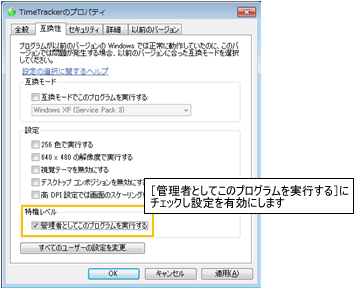 TimeTrackerのプロパティ
全般
互換性
セキュリティ
詳細
以前のバージョン
プログラムが以前のバージョンの Windows では正常に動作していたのに、このバ
ージョンでは問題が発生する場合、以前のバージョンに合った互換モードを選択
してください。
設定の選択に関するヘルプ
互換モード
互換モードでこのプログラムを実行する:
Windows XP (Service Pack 3)
設定
256 色で実行する
640 x 480 の解像度で実行する
視覚テーマを無効にする
デスクトップ コンポジションを無効にす
高 DPI 設定では画面のスケーリング
[管理者としてこのプログラムを実行する]に
チェックし設定を有効にします
特権レベル
管理者としてこのプログラムを実行する
すべてのユーザーの設定を変更
OK
キャンセル
適用(A)